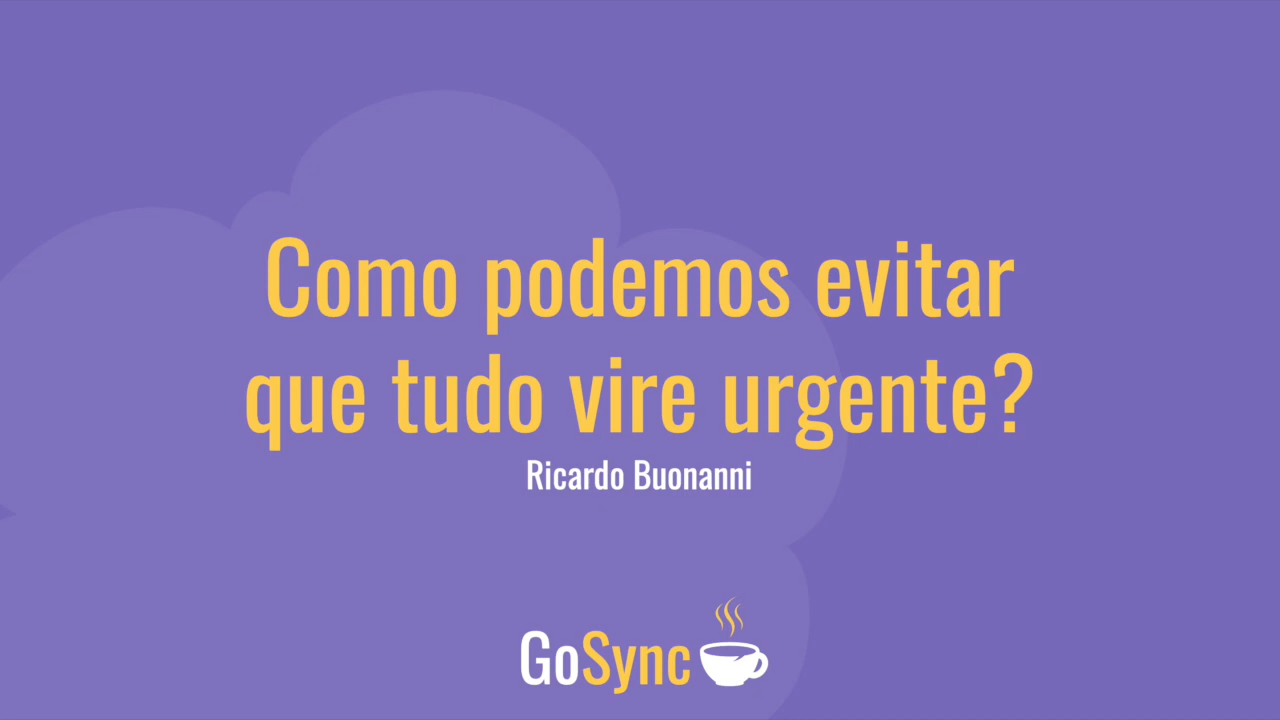 Como podemos evitar
que tudo vire urgente?
Ricardo Buonanni
GoSync